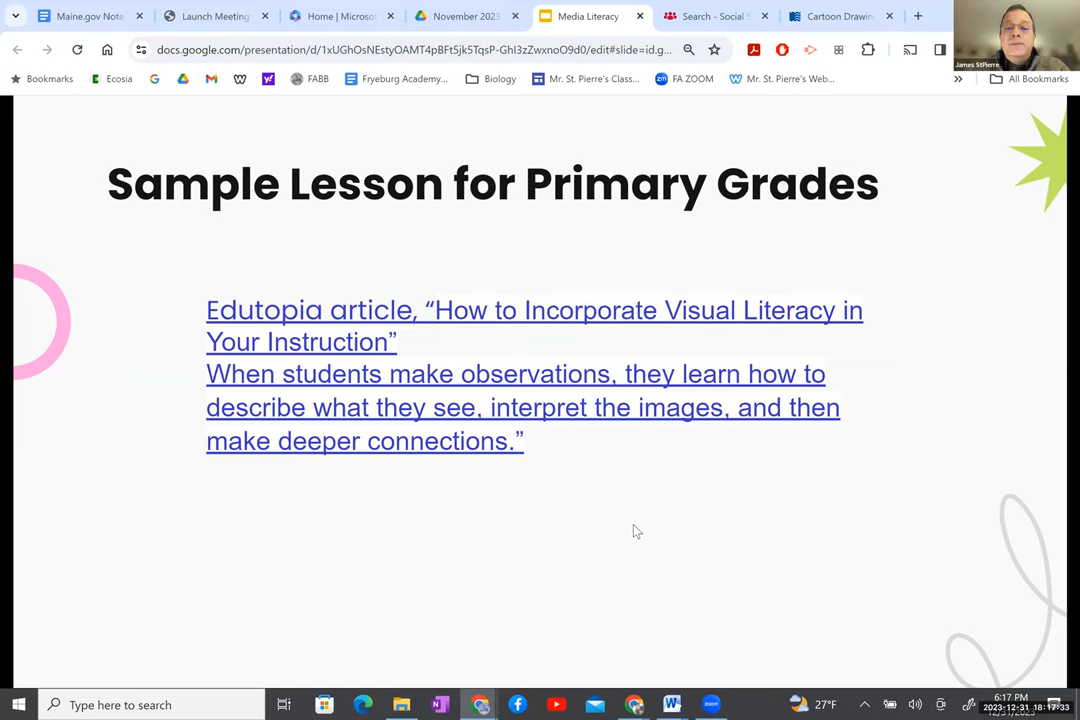 Maine.gov Note
Launch Meeting
Home | Microso
November 2023
Media Literacy
Search - Social S
Cartoon Drawin
docs.google.com/presentation/d/1xUGhOsNEstyOAMT4pBFt5jk5TqsP-GhI3zZwxnoO9d0/edit#slide=id.g...
James StPierre
Bookmarks
Ecosia
FABB
Fryeburg Academy...
Biology
Mr. St. Pierre's Class...
FA ZOOM
Mr. St. Pierre's Web...
»
All Bookmarks
Sample Lesson for Primary Grades
Edutopia article, “How to Incorporate Visual Literacy in
Your Instruction”
When students make observations, they learn how to
describe what they see, interpret the images, and then
make deeper connections.”
Type here to search
27°F
6:17 PM
2023-12-31 18:17:33